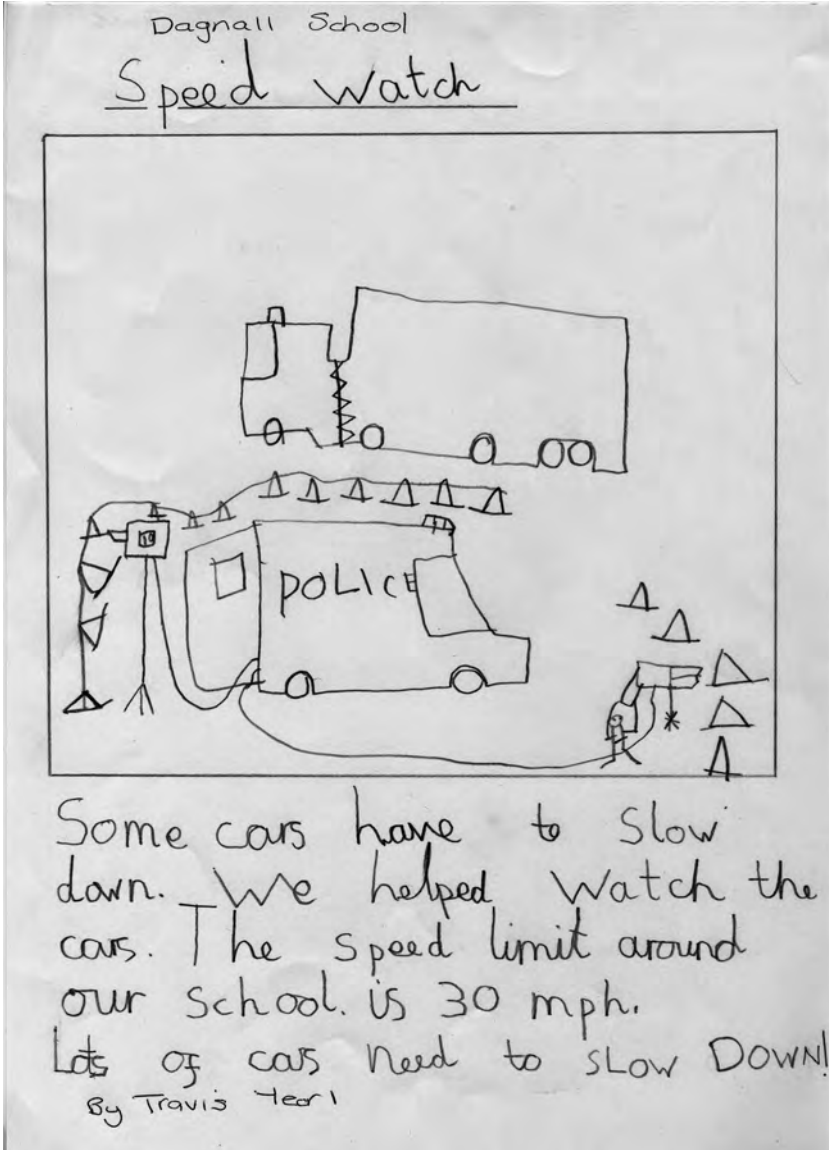 Dagnall School
Speed Watch
POLICE
Some cars have to slow
down. We helped Watch the
cars. The speed limit around
our school. is 30 mph.
Lots of cars need to SLOW DOWN!
By Travis Year 1